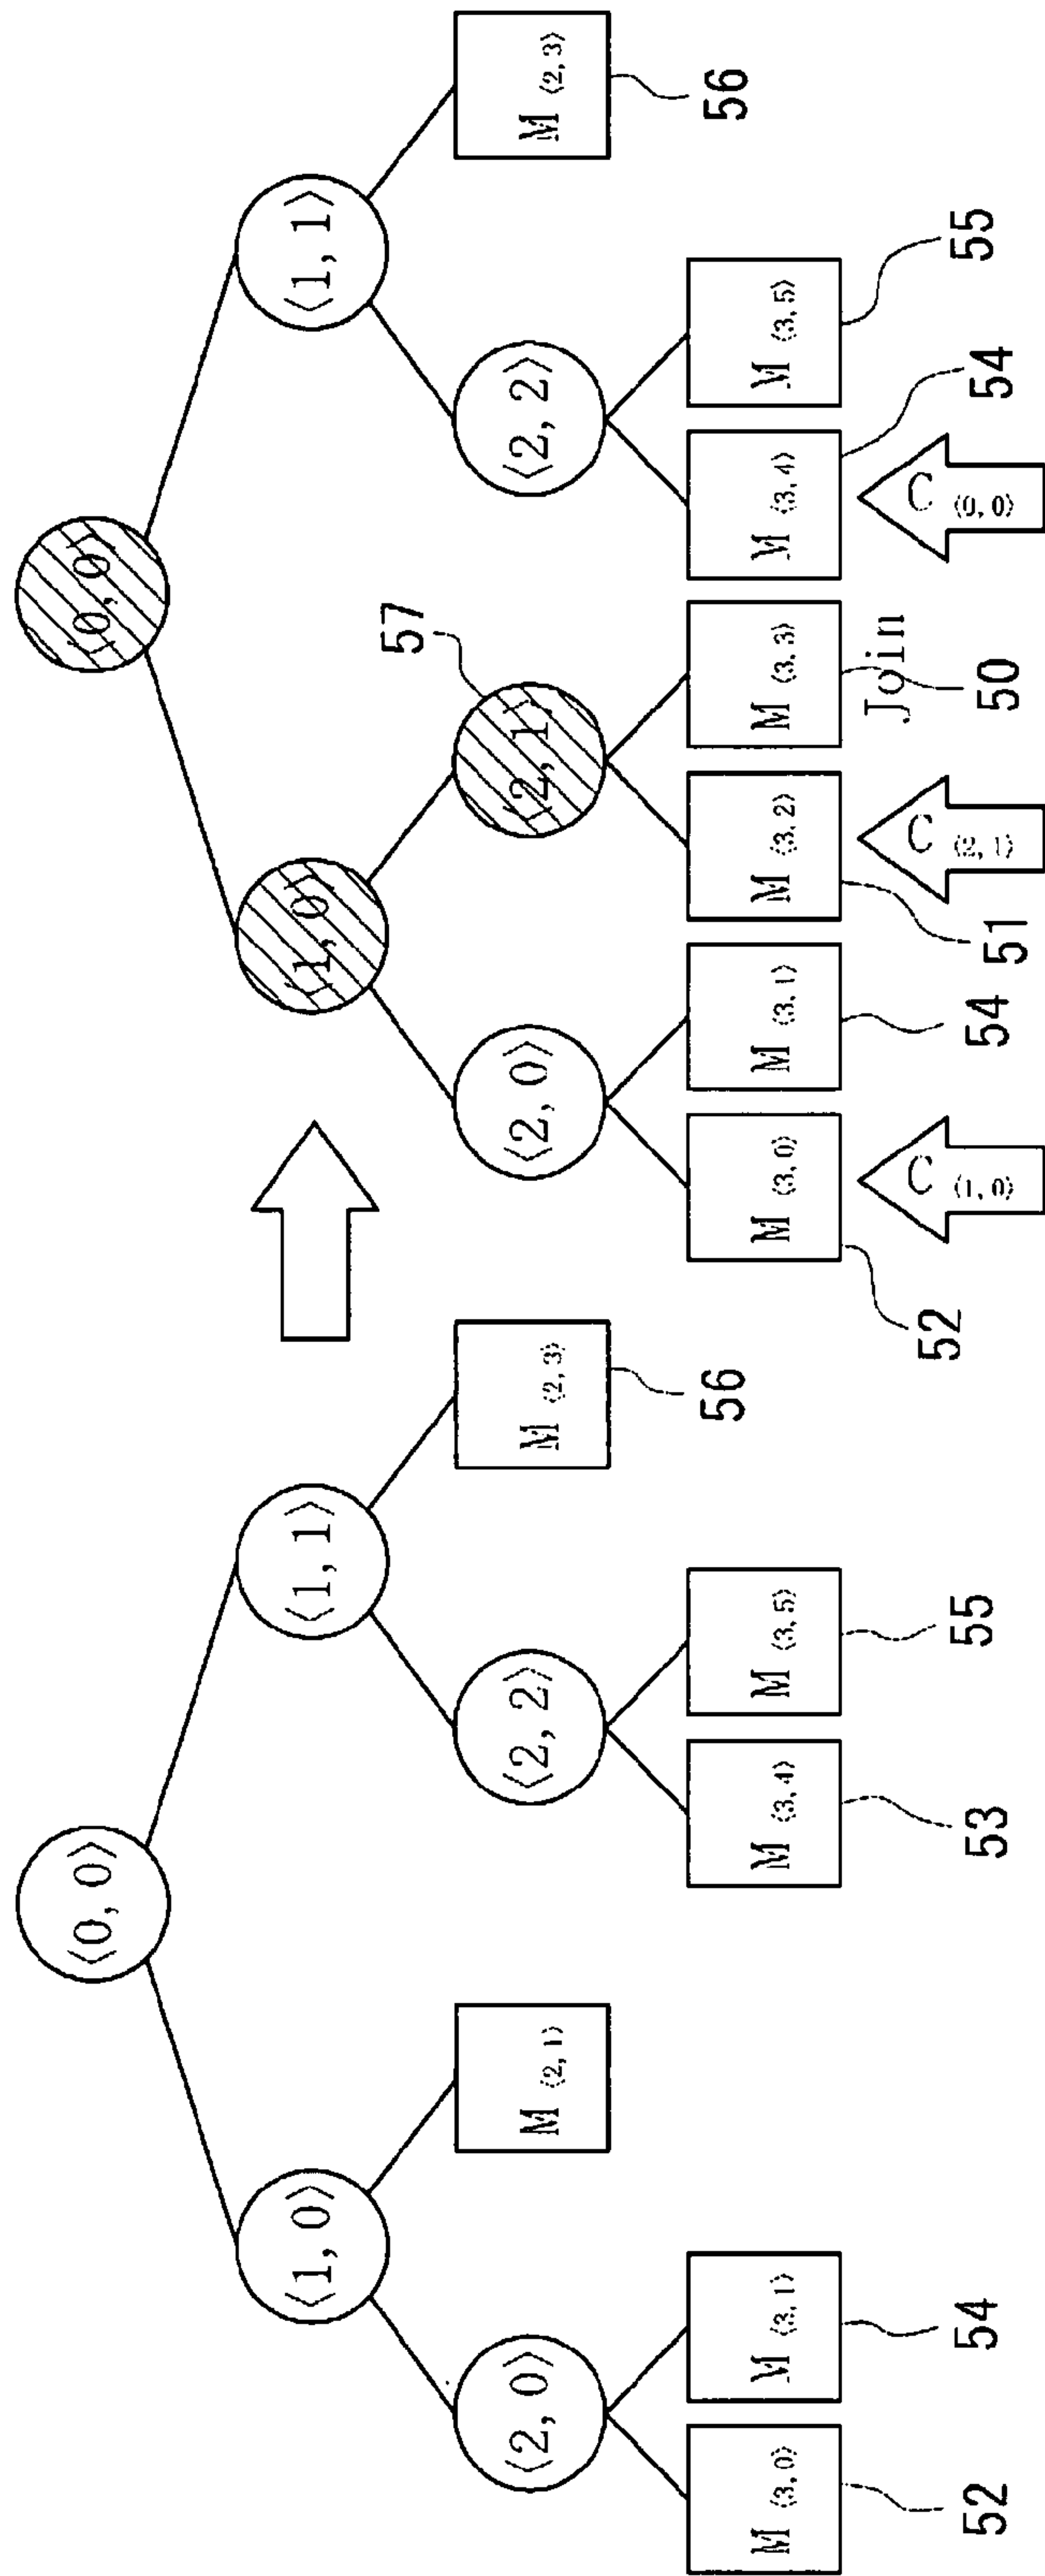 ⟨0, 0⟩
⟨1, 0⟩
⟨1, 1⟩
⟨2, 0⟩
M ⟨2, 1⟩
⟨2, 2⟩
M ⟨2, 3⟩
56
M ⟨3, 0⟩
M ⟨3, 1⟩
M ⟨3, 4⟩
M ⟨3, 5⟩
52
54
53
55
⟨0, 0⟩
⟨1, 0⟩
⟨1, 1⟩
57
⟨2, 0⟩
⟨2, 1⟩
⟨2, 2⟩
M ⟨2, 3⟩
56
M ⟨3, 0⟩
M ⟨3, 1⟩
M ⟨3, 2⟩
M ⟨3, 3⟩
M ⟨3, 4⟩
M ⟨3, 5⟩
Join
52
54
51
50
54
55
C ⟨1, 0⟩
C ⟨2, 1⟩
C ⟨0, 0⟩